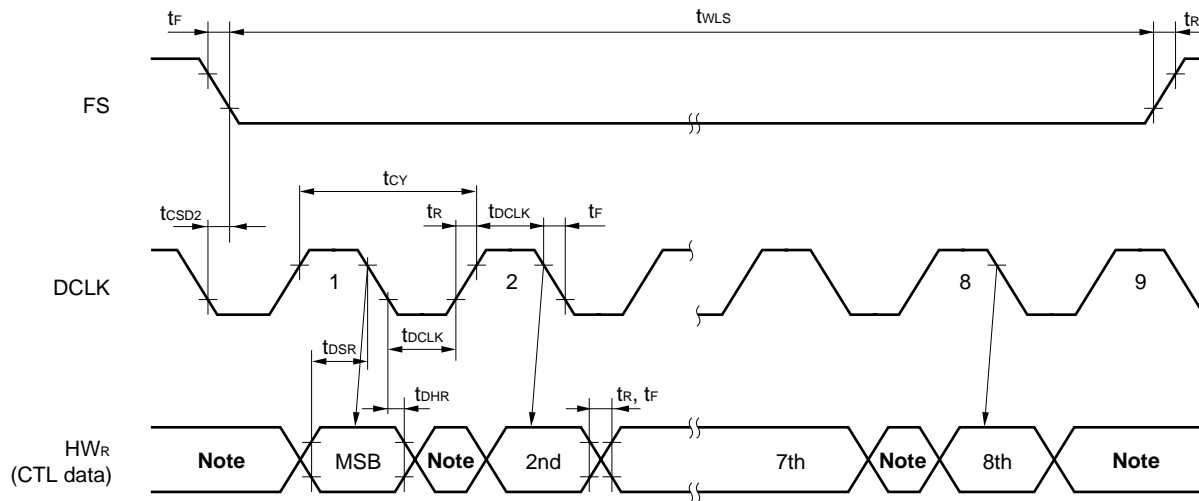 tF tWLS tR
FS
tCY
tCSD2 tR tDCLK tF
DCLK 1 2 8 9
tDSR tDCLK
tDHR tR, tF
HWR
(CTL data)
Note MSB Note 2nd 7th Note 8th Note